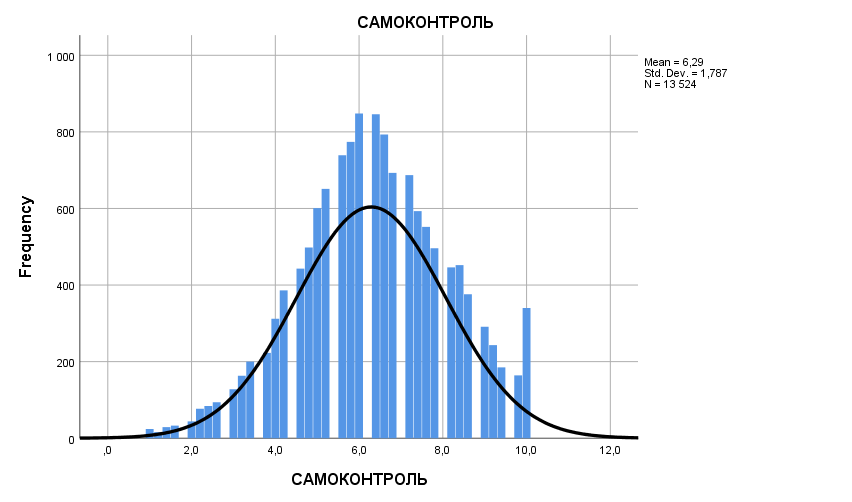 САМОКОНТРОЛЬ
Mean = 6,29
Std. Dev. = 1,787
N = 13 524
Frequency
1 000
800
600
400
200
0
,0
2,0
4,0
6,0
8,0
10,0
12,0
САМОКОНТРОЛЬ